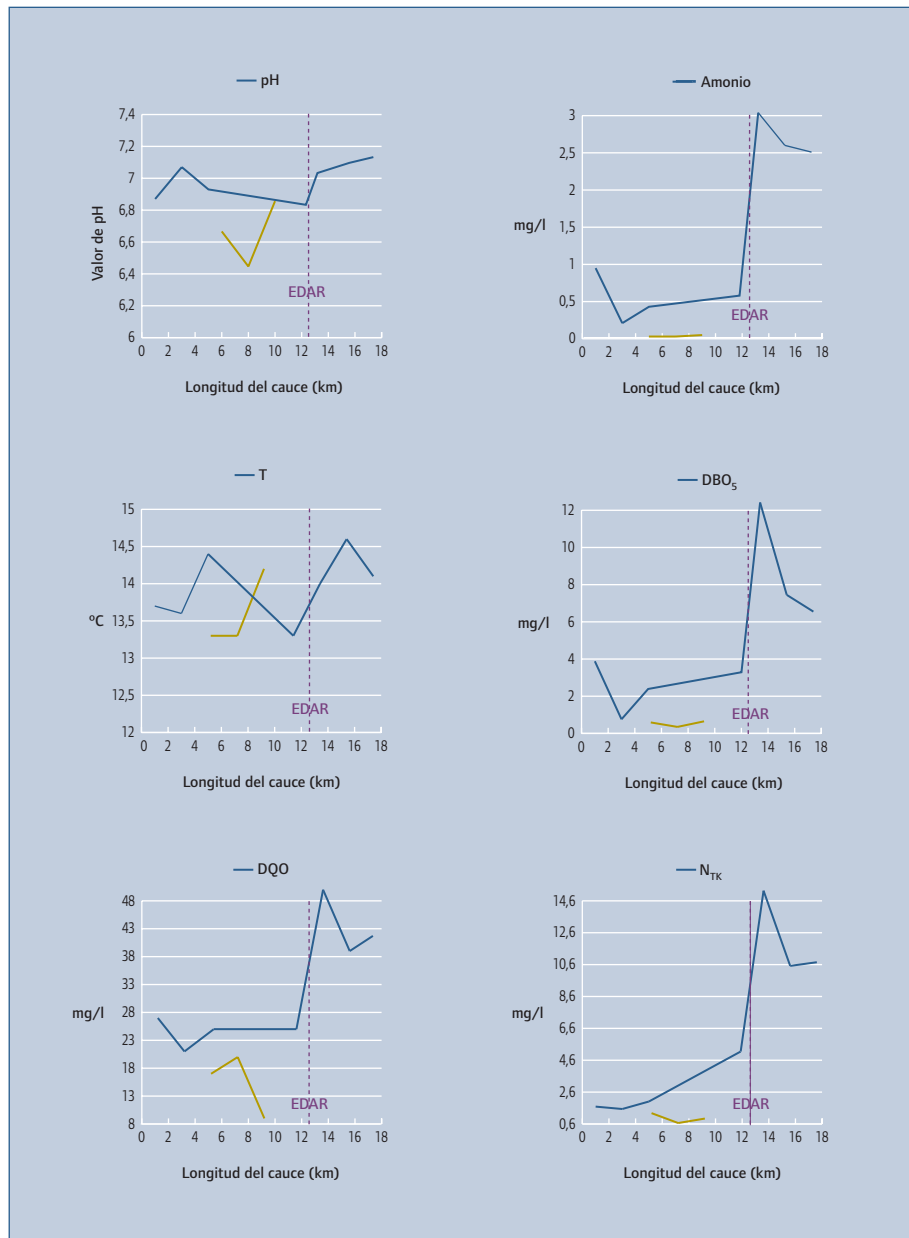 pH
7,4
7,2
7
6,8
6,6
6,4
6,2
6
Valor de pH
EDAR
0 2 4 6 8 10 12 14 16 18
Longitud del cauce (km)
Amonio
3
2,5
2
1,5
1
0,5
0
mg/l
EDAR
0 2 4 6 8 10 12 14 16 18
Longitud del cauce (km)
T
15
14,5
14
13,5
13
12,5
12
ºC
EDAR
0 2 4 6 8 10 12 14 16 18
Longitud del cauce (km)
DBO5
12
10
8
6
4
2
0
mg/l
EDAR
0 2 4 6 8 10 12 14 16 18
Longitud del cauce (km)
DQO
48
43
38
33
28
23
18
13
8
mg/l
EDAR
0 2 4 6 8 10 12 14 16 18
Longitud del cauce (km)
NTK
14,6
12,6
10,6
8,6
6,6
4,6
2,6
0,6
mg/l
EDAR
0 2 4 6 8 10 12 14 16 18
Longitud del cauce (km)